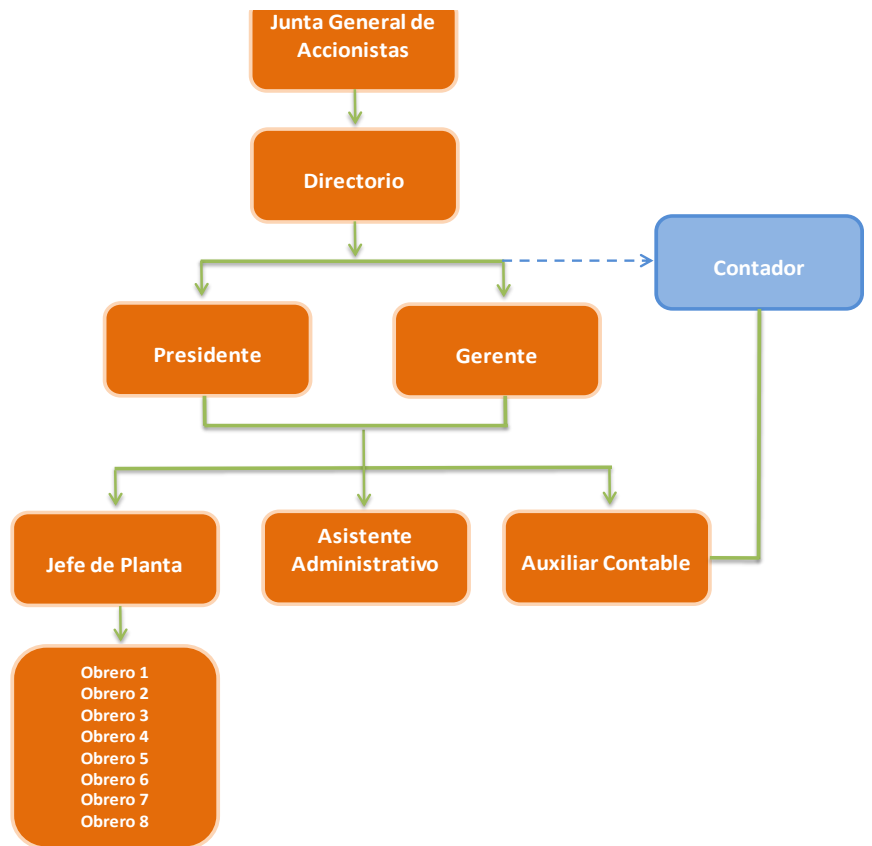 Junta General de
Accionistas
Directorio
Contador
Presidente
Gerente
Jefe de Planta
Asistente
Administrativo
Auxiliar Contable
Obrero 1
Obrero 2
Obrero 3
Obrero 4
Obrero 5
Obrero 6
Obrero 7
Obrero 8